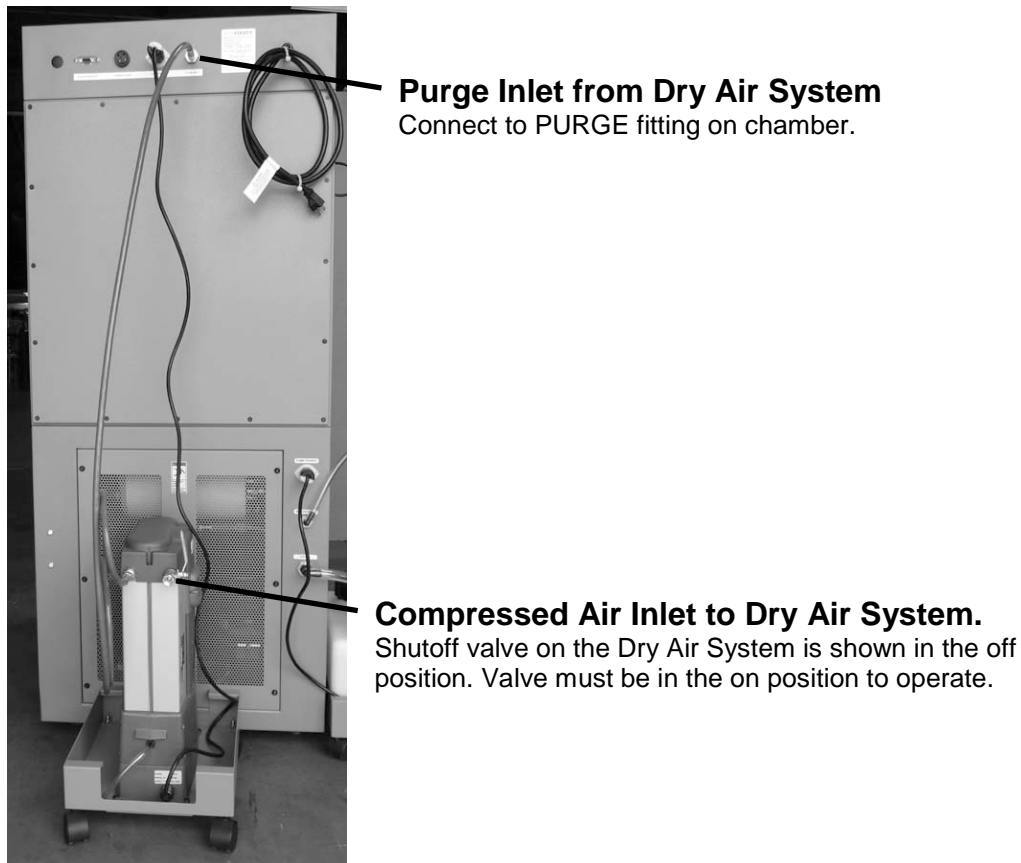 Purge Inlet from Dry Air System
Connect to PURGE fitting on chamber.
Compressed Air Inlet to Dry Air System.
Shutoff valve on the Dry Air System is shown in the off
position. Valve must be in the on position to operate.